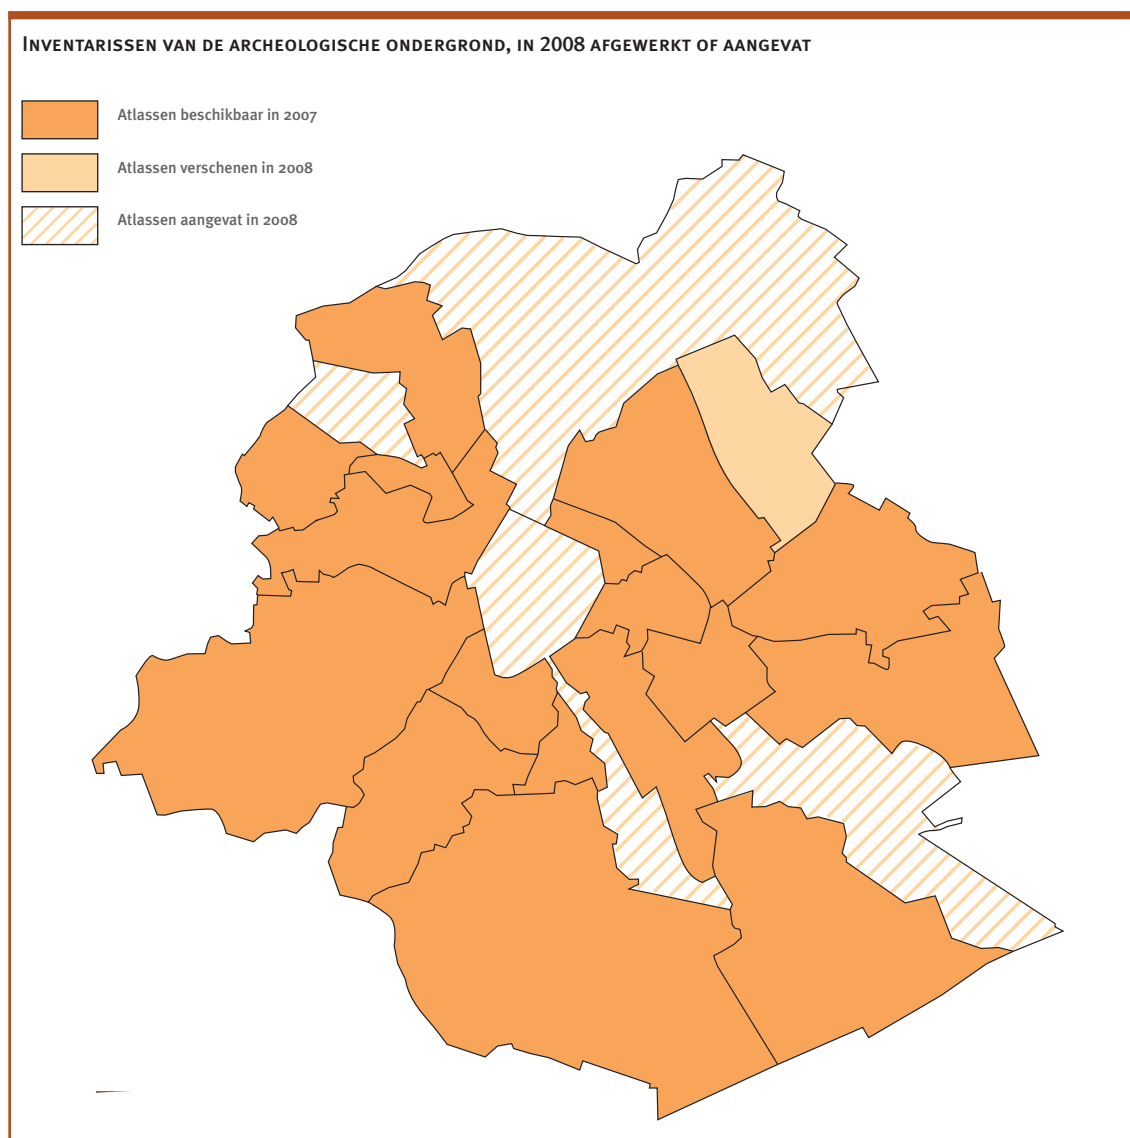 Inventarissen van de archeologische ondergrond, in 2008 afgewerkt of aangevat
Atlassen beschikbaar in 2007
Atlassen verschenen in 2008
Atlassen aangevat in 2008